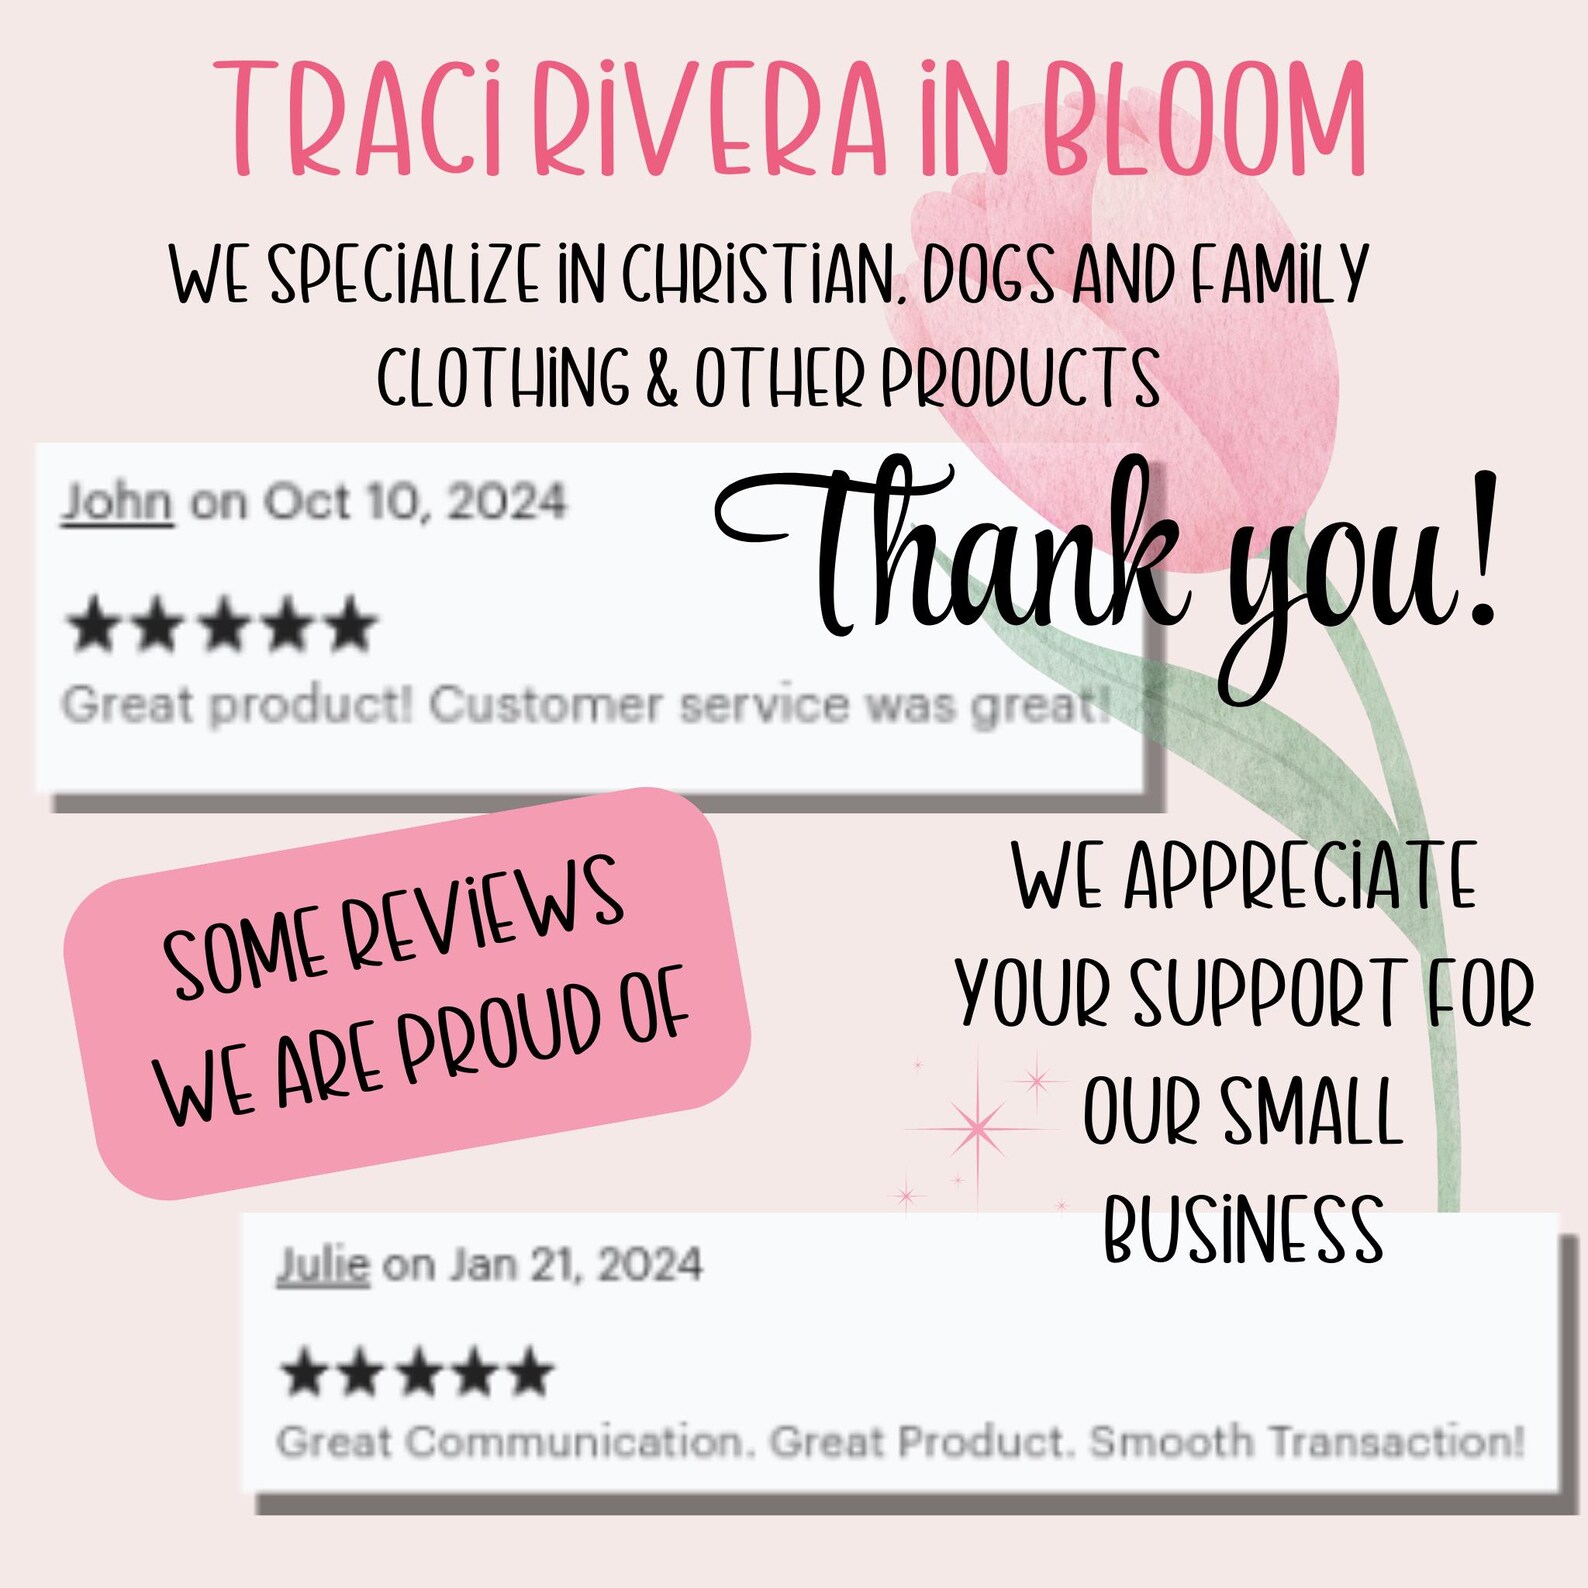 TRACI RIVERA IN BLOOM
WE SPECIALIZE IN CHRISTIAN, DOGS AND FAMILY
CLOTHING & OTHER PRODUCTS
John on Oct 10, 2024
★★★★★
Great product! Customer service was great!
Thank you!
SOME REVIEWS
WE ARE PROUD OF
WE APPRECIATE
YOUR SUPPORT FOR
OUR SMALL
BUSINESS
Julie on Jan 21, 2024
★★★★★
Great Communication. Great Product. Smooth Transaction!